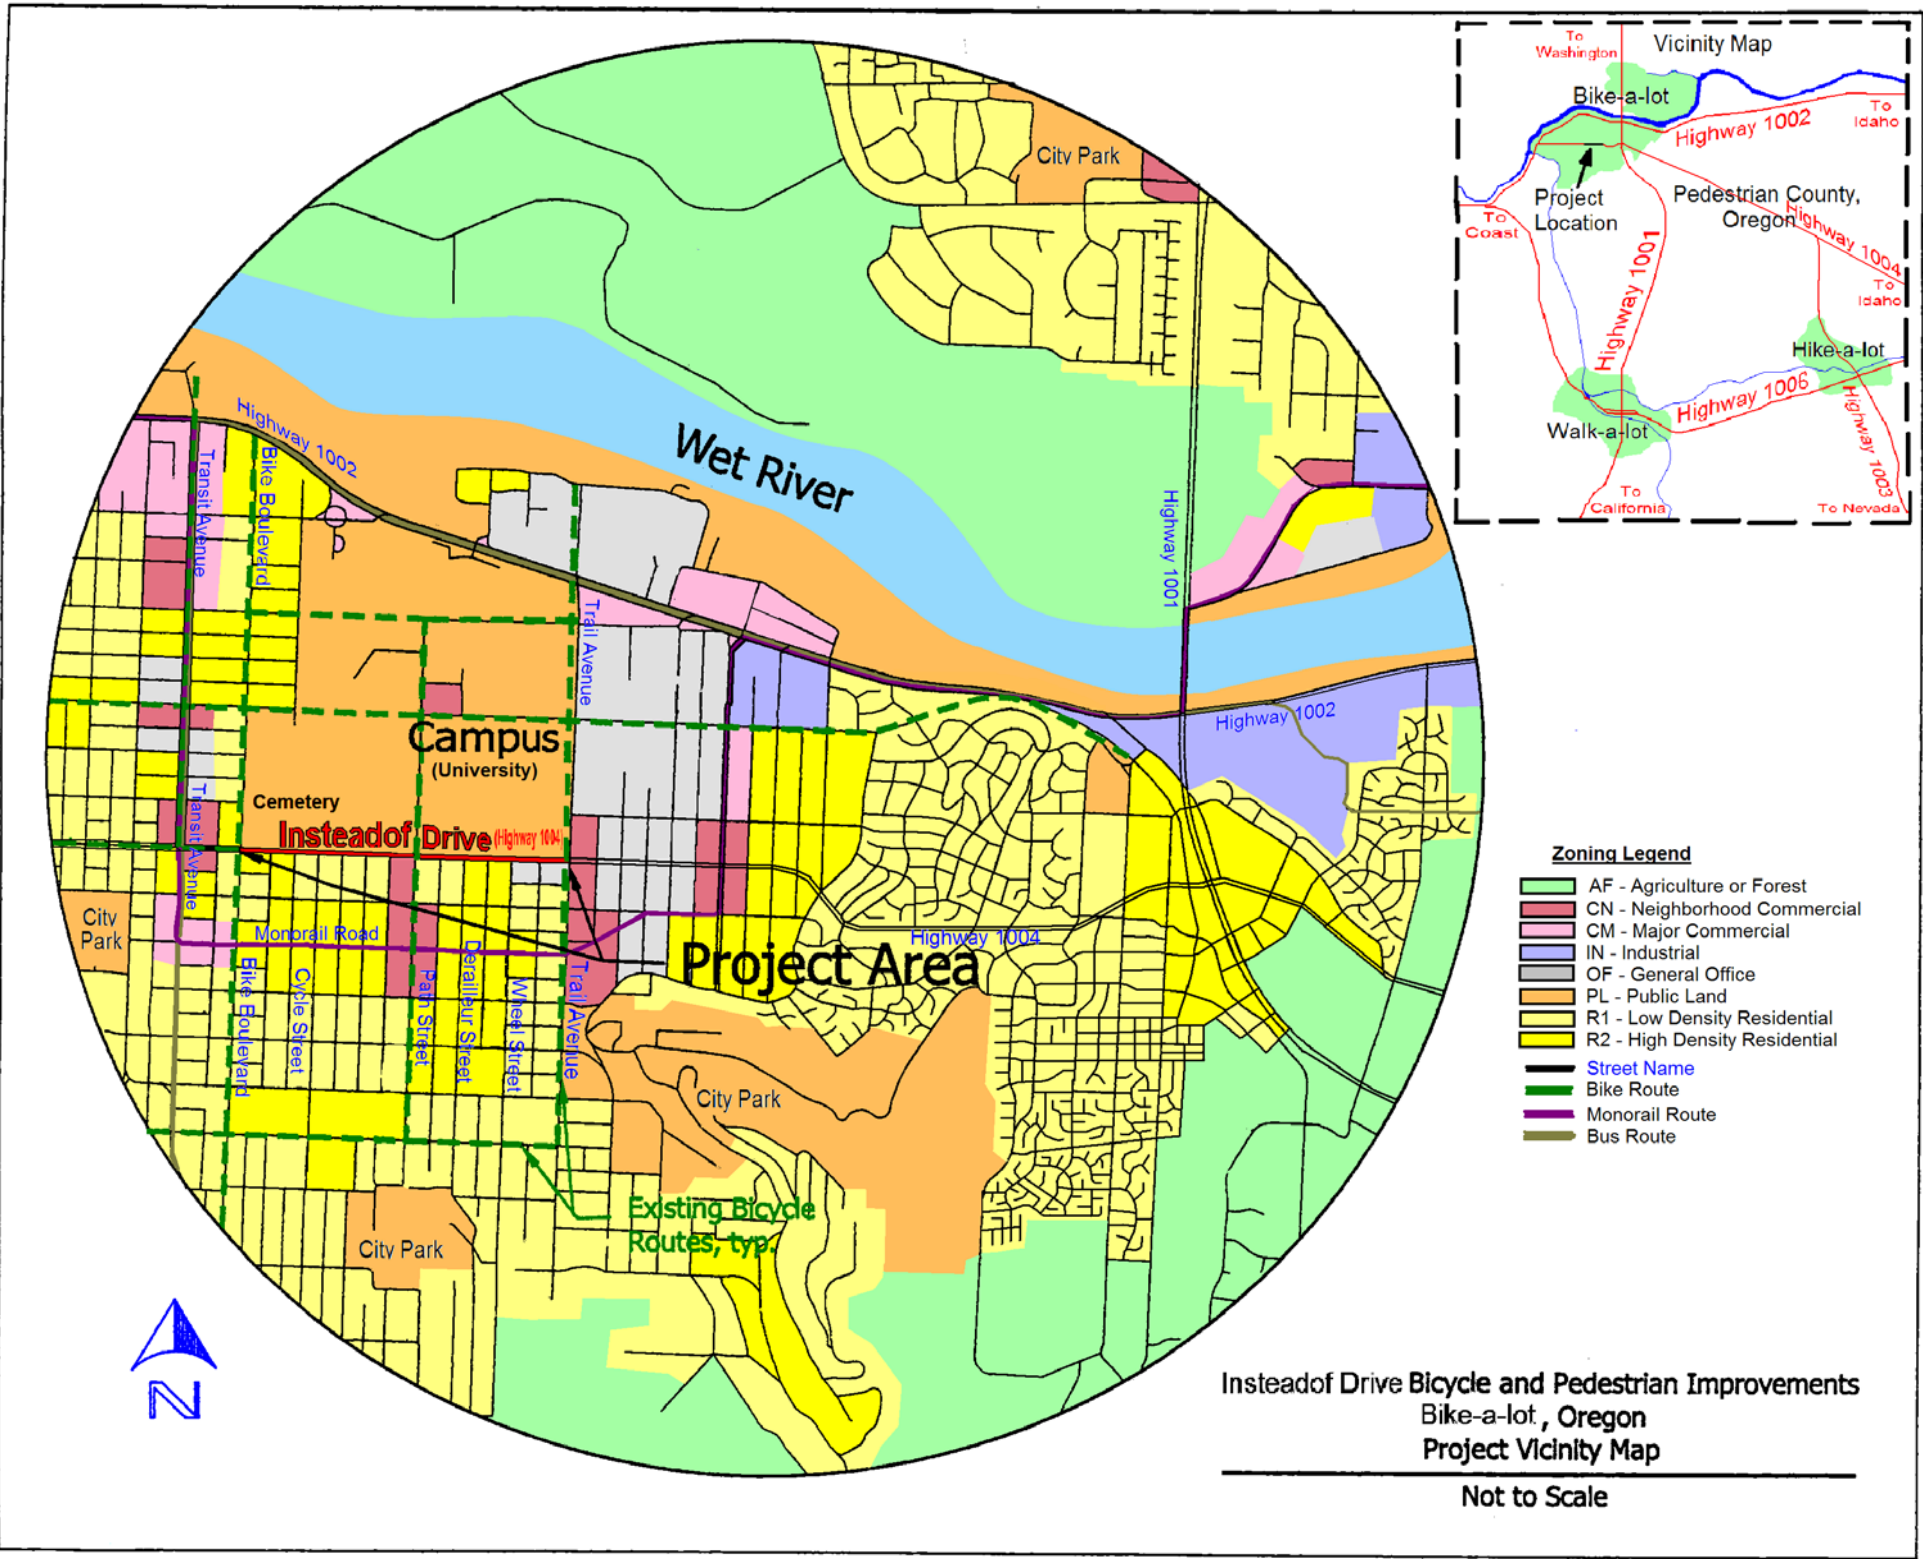 To
Washington
Vicinity Map
Bike-a-lot
Highway 1002
To
Idaho
Project
Location
Pedestrian County,
Oregon
To
Coast
Highway 1001
Highway 1004
To
Idaho
Hike-a-lot
Highway 1006
Walk-a-lot
Highway 1003
To
California
To Nevada
City Park
Highway 1002
Wet River
Transit Avenue
Bike Boulevard
Highway 1001
Trail Avenue
Highway 1002
Campus
(University)
Cemetery
Transit Avenue
Insteadof Drive (Highway 1004)
City
Park
Monorail Road
Highway 1004
Project Area
Bike Boulevard
Cycle Street
Path Street
Derailleur Street
Wheel Street
Trail Avenue
City Park
Existing Bicycle
Routes, typ.
City Park
N
Zoning Legend
AF - Agriculture or Forest
CN - Neighborhood Commercial
CM - Major Commercial
IN - Industrial
OF - General Office
PL - Public Land
R1 - Low Density Residential
R2 - High Density Residential
Street Name
Bike Route
Monorail Route
Bus Route
Insteadof Drive Bicycle and Pedestrian Improvements
Bike-a-lot, Oregon
Project Vicinity Map
Not to Scale